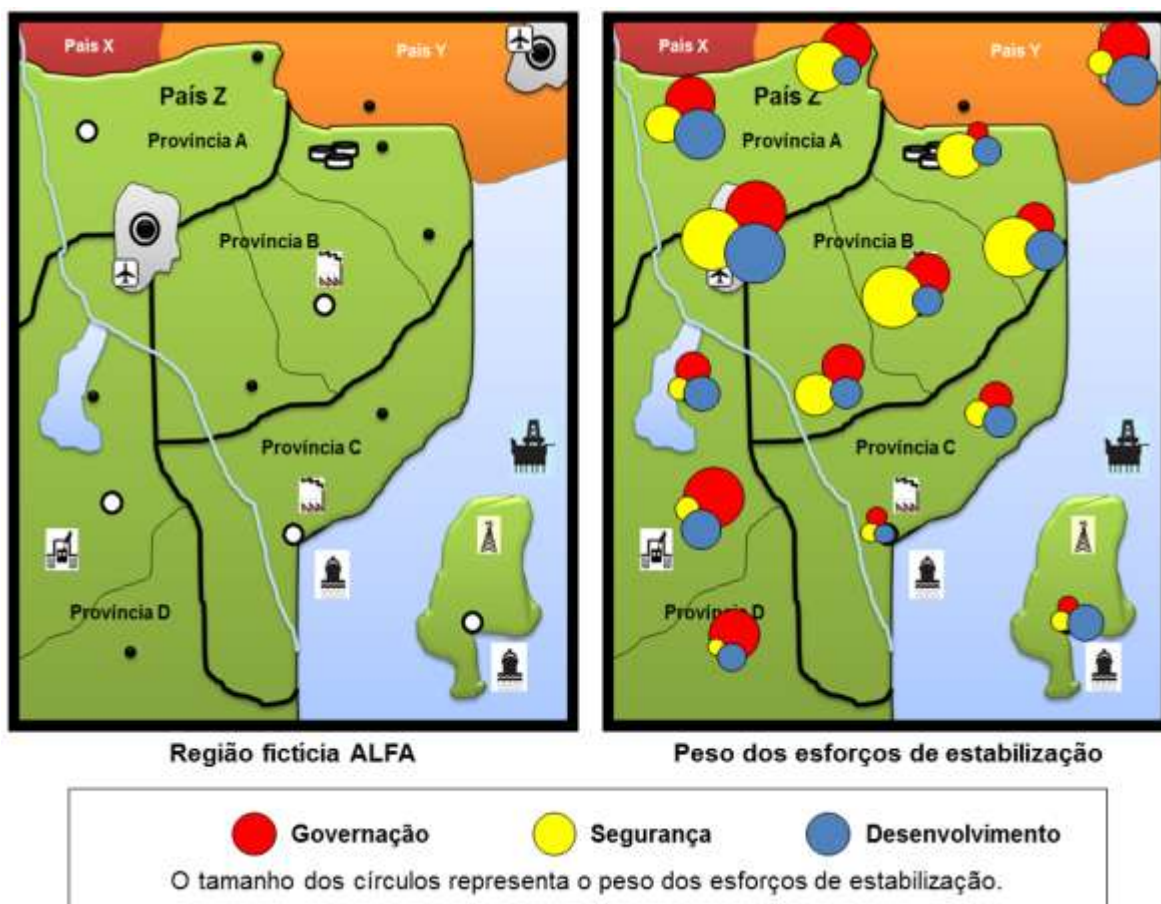 País X
País Y
País Z
Província A
Província B
Província C
Província D
País X
País Y
País Z
Província A
Província B
Província C
Província D
Região fictícia ALFA
Peso dos esforços de estabilização
Governação
Segurança
Desenvolvimento
O tamanho dos círculos representa o peso dos esforços de estabilização.